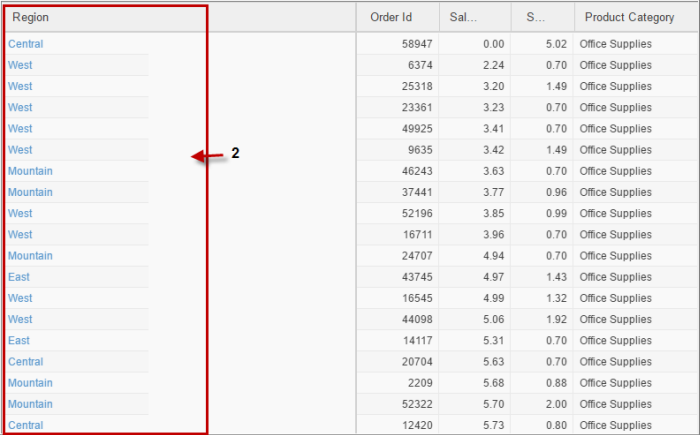 Region Order Id Sal... S... Product Category
Central 58947 0.00 5.02 Office Supplies
West 6374 2.24 0.70 Office Supplies
West 25318 3.20 1.49 Office Supplies
West 23361 3.23 0.70 Office Supplies
West 49925 3.41 0.70 Office Supplies
West 9635 3.42 1.49 Office Supplies
2
Mountain 46243 3.63 0.70 Office Supplies
Mountain 37441 3.77 0.96 Office Supplies
West 52196 3.85 0.99 Office Supplies
West 16711 3.96 0.70 Office Supplies
Mountain 24707 4.94 0.70 Office Supplies
East 43745 4.97 1.43 Office Supplies
West 16545 4.99 1.32 Office Supplies
West 44098 5.06 1.92 Office Supplies
East 14117 5.31 0.70 Office Supplies
Central 20704 5.63 0.70 Office Supplies
Mountain 2209 5.68 0.88 Office Supplies
Mountain 52322 5.70 2.00 Office Supplies
Central 12420 5.73 0.80 Office Supplies